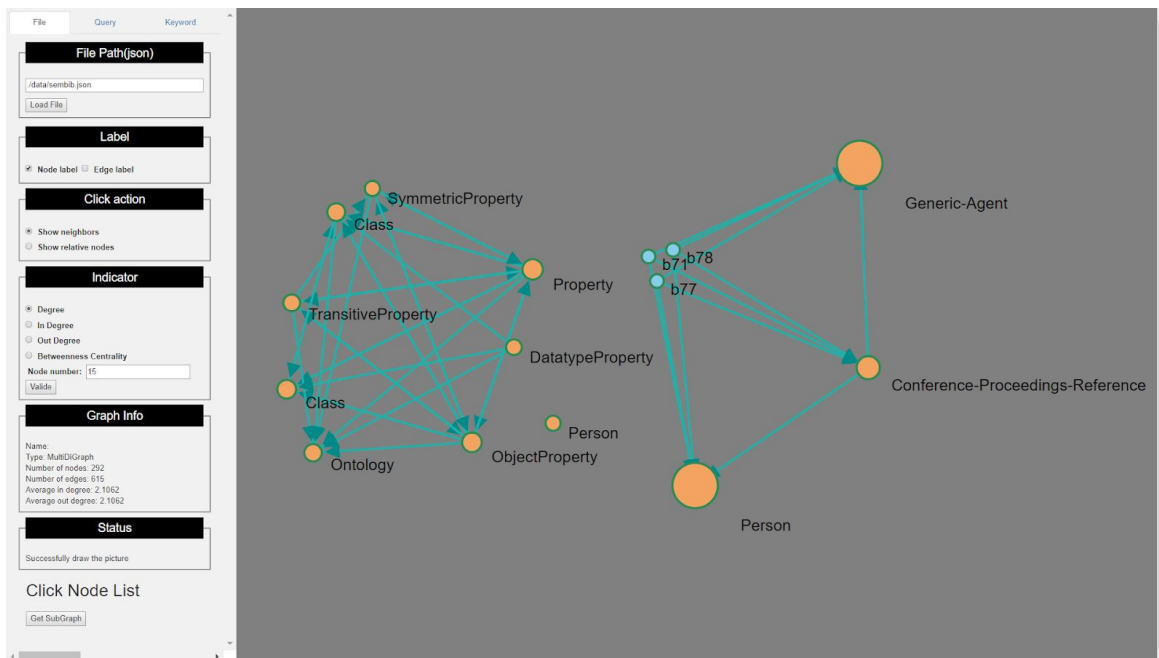 File Query Keyword
File Path(json)
/data/sembib.json
Load File
Label
Node label Edge label
Click action
Show neighbors
Show relative nodes
Indicator
Degree
In Degree
Out Degree
Betweenness Centrality
Node number: 15
Valide
Graph Info
Name:
Type: MultiDiGraph
Number of nodes: 292
Number of edges: 615
Average in degree: 2.1062
Average out degree: 2.1062
Status
Successfully draw the picture
Click Node List
Get SubGraph
SymmetricProperty
Class
Property
TransitiveProperty
DatatypeProperty
Class
Person
Ontology
ObjectProperty
Generic-Agent
b71
b78
b77
Conference-Proceedings-Reference
Person